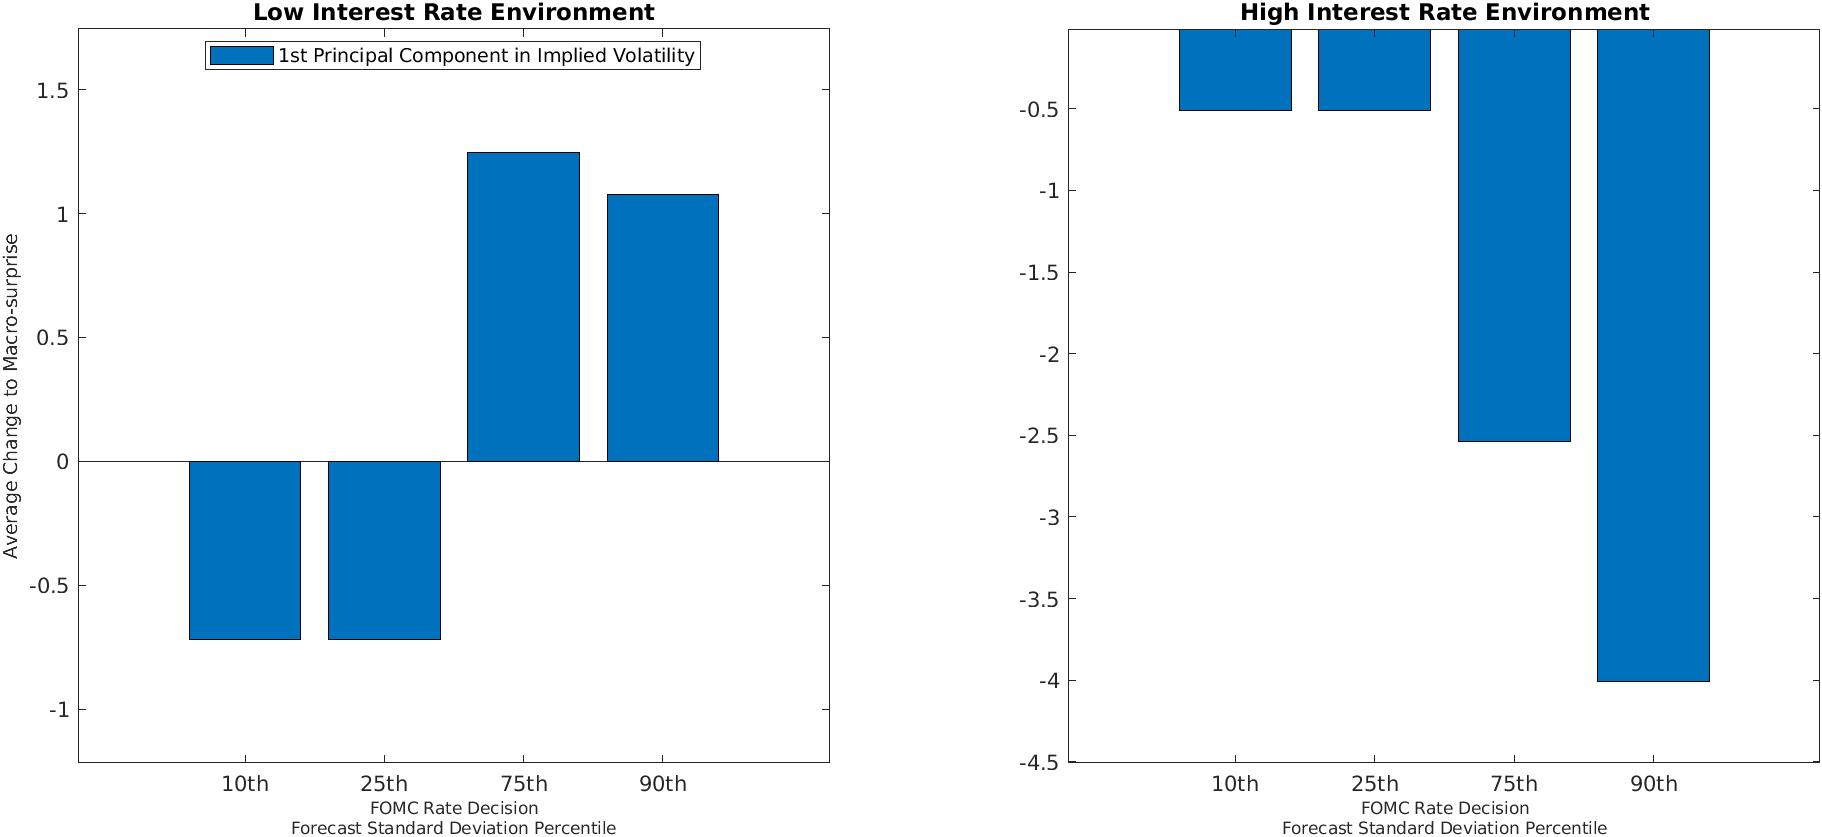 Low Interest Rate Environment
1st Principal Component in Implied Volatility
Average Change to Macro-surprise
1.5
1
0.5
0
-0.5
-1
10th 25th 75th 90th
FOMC Rate Decision
Forecast Standard Deviation Percentile
High Interest Rate Environment
-0.5
-1
-1.5
-2
-2.5
-3
-3.5
-4
-4.5
10th 25th 75th 90th
FOMC Rate Decision
Forecast Standard Deviation Percentile